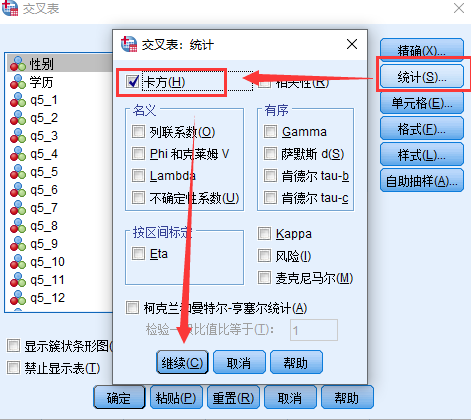 交叉表
交叉表：统计
性别
学历
q5_1
q5_2
q5_3
q5_4
q5_5
q5_6
q5_7
q5_8
q5_9
q5_10
q5_11
q5_12
卡方(H)
相关性(R)
名义
列联系数(O)
Phi 和克莱姆 V
Lambda
不确定性系数(U)
有序
Gamma
萨默斯 d(S)
肯德尔 tau-b
肯德尔 tau-c
按区间标定
Eta
Kappa
风险(I)
麦克尼马尔(M)
柯克兰和曼特尔-亨塞尔统计(A)
检验一般比值比等于(T)：
1
继续(C)
取消
帮助
精确(X)...
统计(S)...
单元格(E)...
格式(F)...
样式(L)...
自助抽样(A)...
显示簇状条形图(
禁止显示表(T)
确定
粘贴(P)
重置(R)
取消
帮助